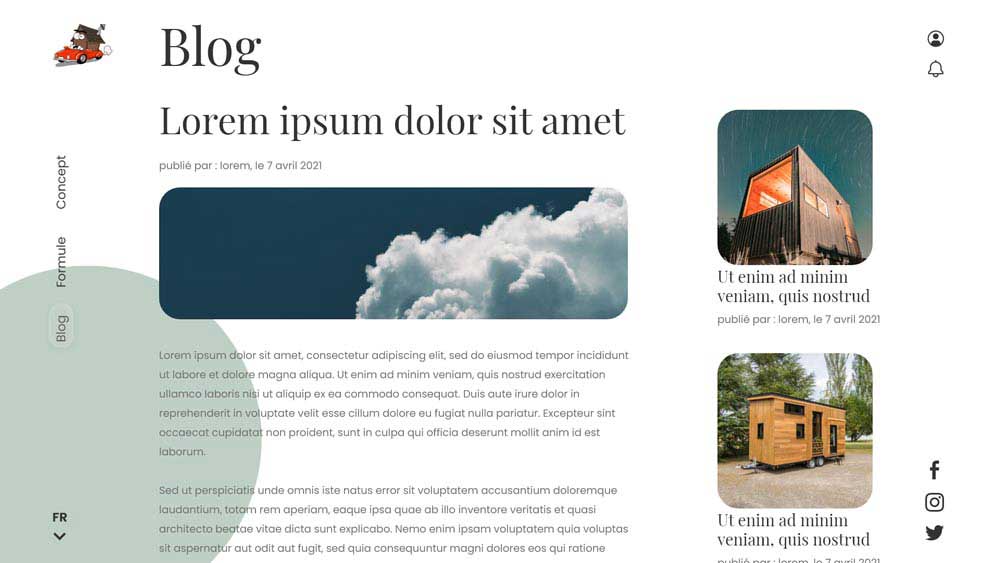 Blog
Concept
Formule
Blog
FR
Lorem ipsum dolor sit amet
publié par : lorem, le 7 avril 2021
Lorem ipsum dolor sit amet, consectetur adipiscing elit, sed do eiusmod tempor incididunt
ut labore et dolore magna aliqua. Ut enim ad minim veniam, quis nostrud exercitation
ullamco laboris nisi ut aliquip ex ea commodo consequat. Duis aute irure dolor in
reprehenderit in voluptate velit esse cillum dolore eu fugiat nulla pariatur. Excepteur sint
occaecat cupidatat non proident, sunt in culpa qui officia deserunt mollit anim id est
laborum.
Sed ut perspiciatis unde omnis iste natus error sit voluptatem accusantium doloremque
laudantium, totam rem aperiam, eaque ipsa quae ab illo inventore veritatis et quasi
architecto beatae vitae dicta sunt explicabo. Nemo enim ipsam voluptatem quia voluptas
sit aspernatur aut odit aut fugit, sed quia consequuntur magni dolores eos qui ratione
Ut enim ad minim
veniam, quis nostrud
publié par : lorem, le 7 avril 2021
Ut enim ad minim
veniam, quis nostrud
publié par : lorem, le 7 avril 2021